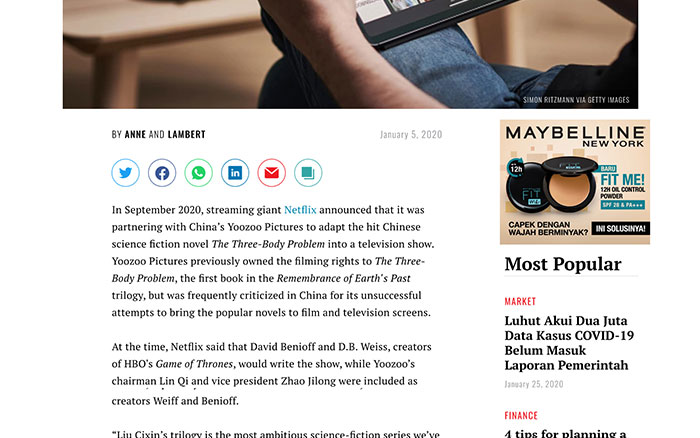 SIMON RITZMANN VIA GETTY IMAGES
BY ANNE AND LAMBERT
January 5, 2020
In September 2020, streaming giant Netflix announced that it was
partnering with China's Yoozoo Pictures to adapt the hit Chinese
science fiction novel The Three-Body Problem into a television show.
Yoozoo Pictures previously owned the filming rights to The Three-
Body Problem, the first book in the Remembrance of Earth's Past
trilogy, but was frequently criticized in China for its unsuccessful
attempts to bring the popular novels to film and television screens.
At the time, Netflix said that David Benioff and D.B. Weiss, creators
of HBO's Game of Thrones, would write the show, while Yoozoo's
chairman Lin Qi and vice president Zhao Jilong were included as
creators Weiff and Benoff.
"Liu Cixin's trilogy is the most ambitious science-fiction series we've
MAYBELLINE
NEW YORK
12h
FIT
ME!
BARU
FIT ME!
12H OIL CONTROL
POWDER
SPF 28 & PA+++
CAPEK DENGAN
WAJAH BERMINYAK?
INI SOLUSINYA!
Most Popular
MARKET
Luhut Akui Dua Juta
Data Kasus COVID-19
Belum Masuk
Laporan Pemerintah
January 25, 2020
FINANCE
4 tips for planning a